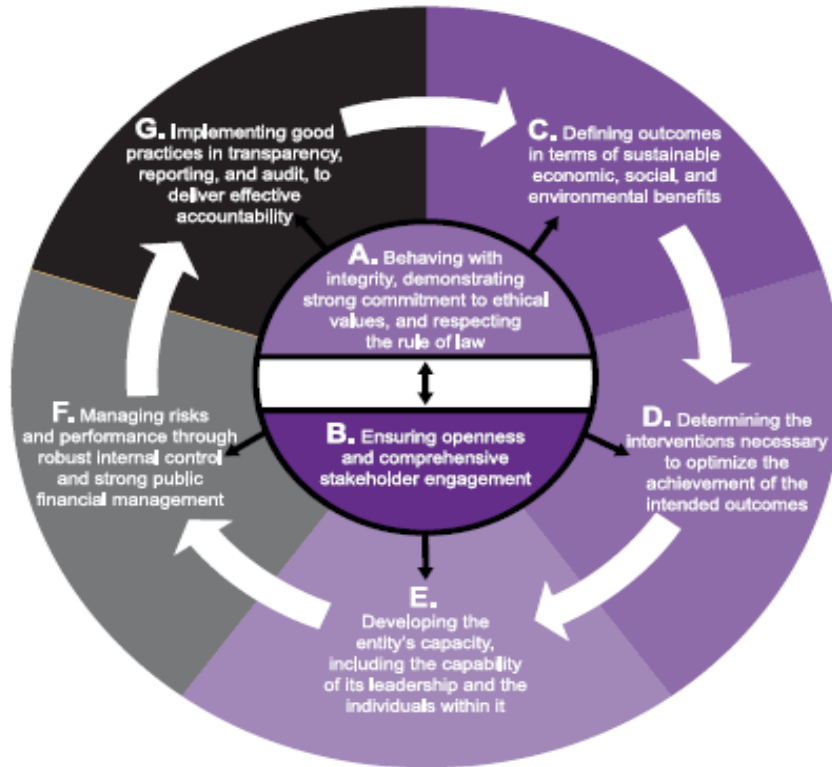 A. Behaving with
integrity, demonstrating
strong commitment to ethical
values, and respecting
the rule of law
B. Ensuring openness
and comprehensive
stakeholder engagement
C. Defining outcomes
in terms of sustainable
economic, social, and
environmental benefits
D. Determining the
interventions necessary
to optimize the
achievement of the
intended outcomes
E.
Developing the
entity's capacity,
including the capability
of its leadership and the
individuals within it
F. Managing risks
and performance through
robust internal control
and strong public
financial management
G. Implementing good
practices in transparency,
reporting, and audit, to
deliver effective
accountability